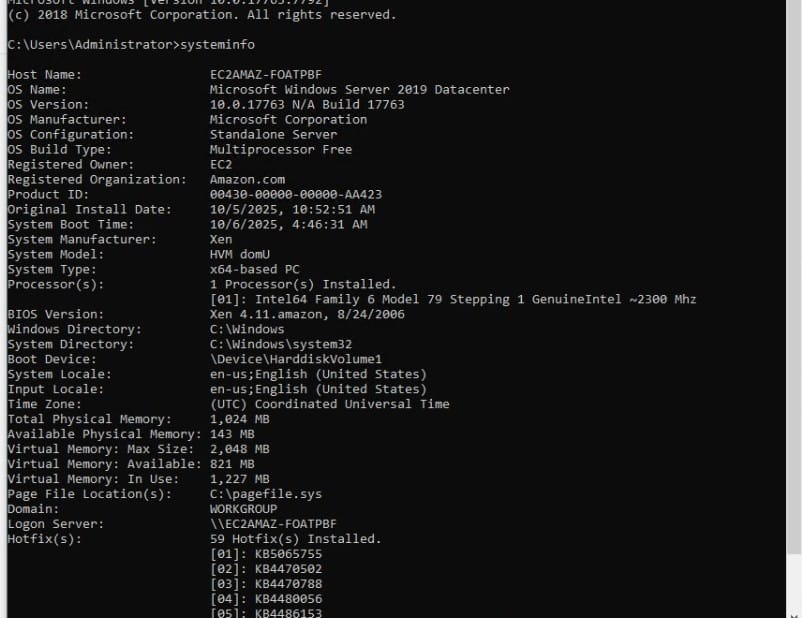 Microsoft Windows [Version 10.0.17763.7792]
(c) 2018 Microsoft Corporation. All rights reserved.
C:\Users\Administrator>systeminfo
Host Name: EC2AMAZ-FOATPBF
OS Name: Microsoft Windows Server 2019 Datacenter
OS Version: 10.0.17763 N/A Build 17763
OS Manufacturer: Microsoft Corporation
OS Configuration: Standalone Server
OS Build Type: Multiprocessor Free
Registered Owner: EC2
Registered Organization: Amazon.com
Product ID: 00430-00000-00000-AA423
Original Install Date: 10/5/2025, 10:52:51 AM
System Boot Time: 10/6/2025, 4:46:31 AM
System Manufacturer: Xen
System Model: HVM domU
System Type: x64-based PC
Processor(s): 1 Processor(s) Installed.
[01]: Intel64 Family 6 Model 79 Stepping 1 GenuineIntel ~2300 Mhz
BIOS Version: Xen 4.11.amazon, 8/24/2006
Windows Directory: C:\Windows
System Directory: C:\Windows\system32
Boot Device: \Device\HarddiskVolume1
System Locale: en-us;English (United States)
Input Locale: en-us;English (United States)
Time Zone: (UTC) Coordinated Universal Time
Total Physical Memory: 1,024 MB
Available Physical Memory: 143 MB
Virtual Memory: Max Size: 2,048 MB
Virtual Memory: Available: 821 MB
Virtual Memory: In Use: 1,227 MB
Page File Location(s): C:\pagefile.sys
Domain: WORKGROUP
Logon Server: \\EC2AMAZ-FOATPBF
Hotfix(s): 59 Hotfix(s) Installed.
[01]: KB5065755
[02]: KB4470502
[03]: KB4470788
[04]: KB4480056
[05]: KB4486153